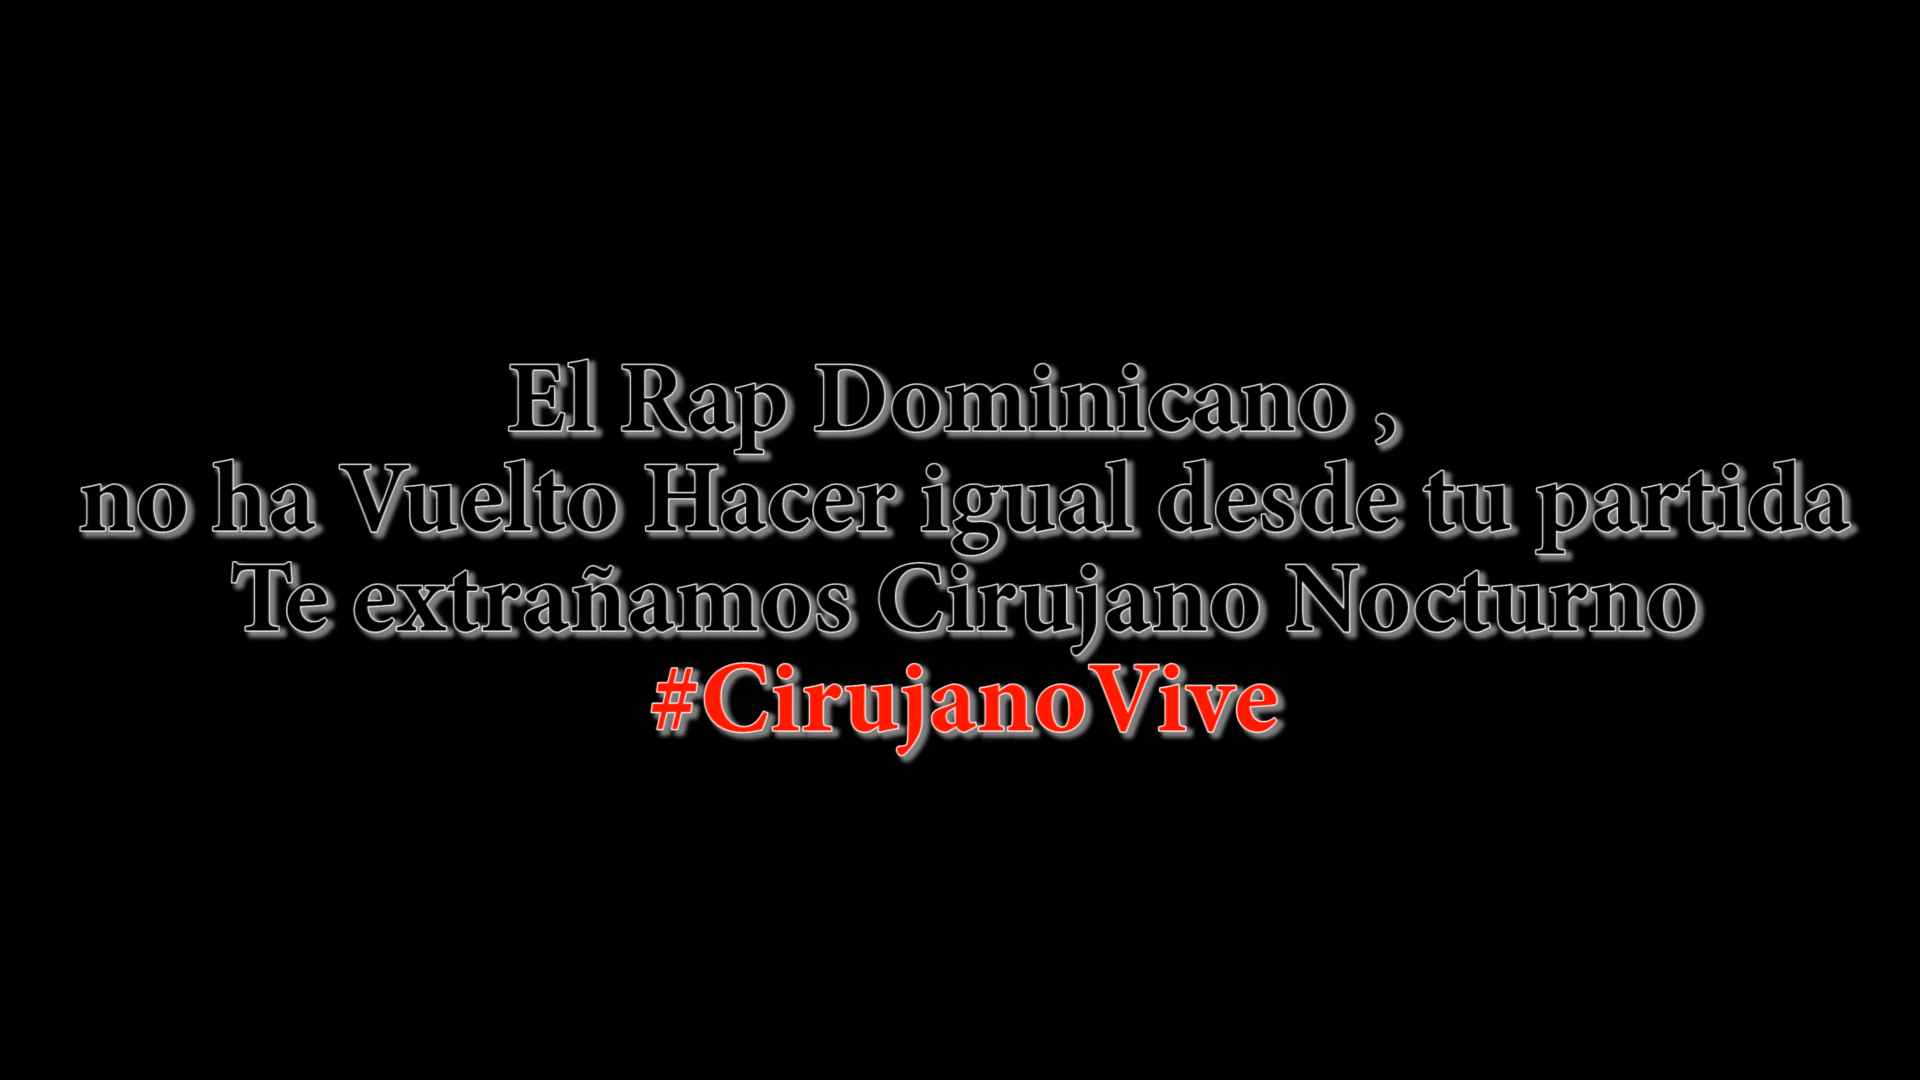 El Rap Dominicano ,
no ha Vuelto Hacer igual desde tu partida
Te extrañamos Cirujano Nocturno
#CirujanoVive